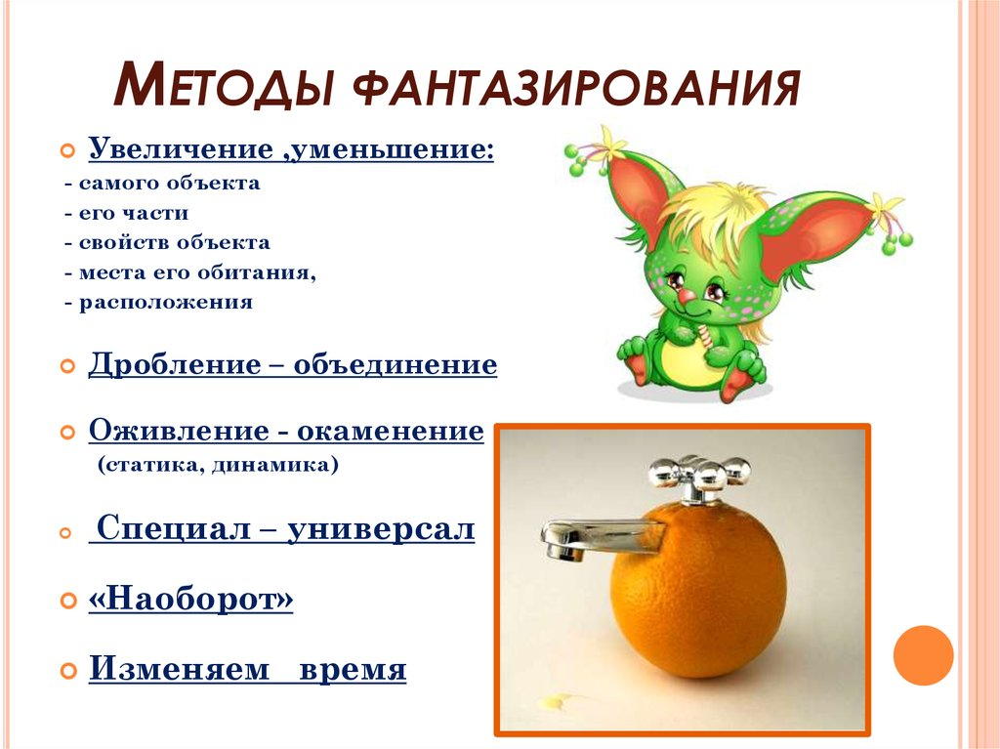 Методы фантазирования
Увеличение ,уменьшение:
- самого объекта
- его части
- свойств объекта
- места его обитания,
- расположения
Дробление – объединение
Оживление - окаменение
(статика, динамика)
Специал – универсал
«Наоборот»
Изменяем время